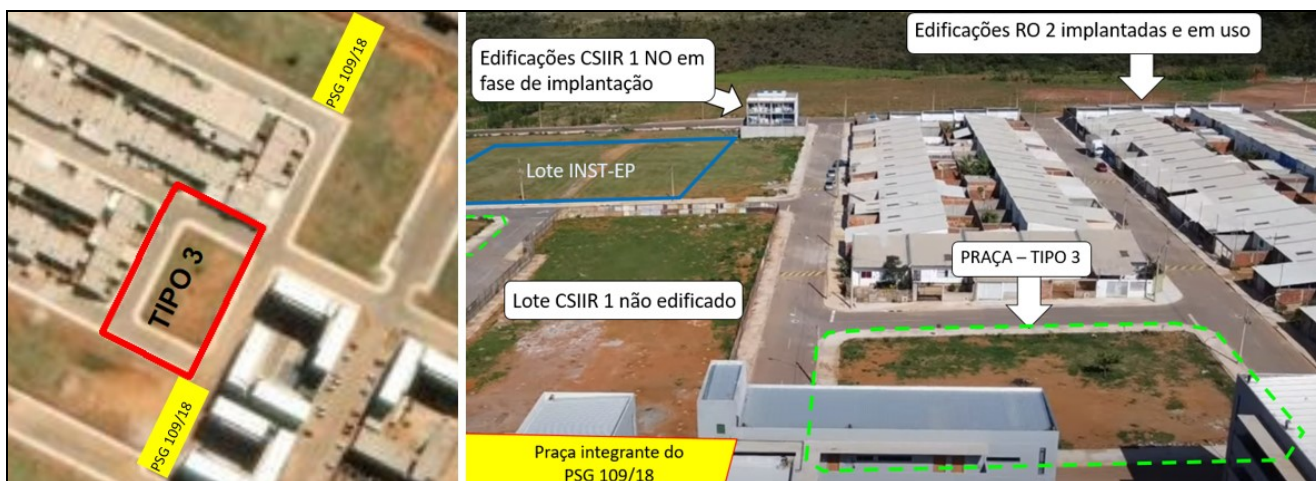 PSG 109/18
TIPO 3
PSG 109/18
Edificações CSIIR 1 NO em
fase de implantação
Edificações RO 2 implantadas e em uso
Lote INST-EP
PRAÇA – TIPO 3
Lote CSIIR 1 não edificado
Praça integrante do
PSG 109/18